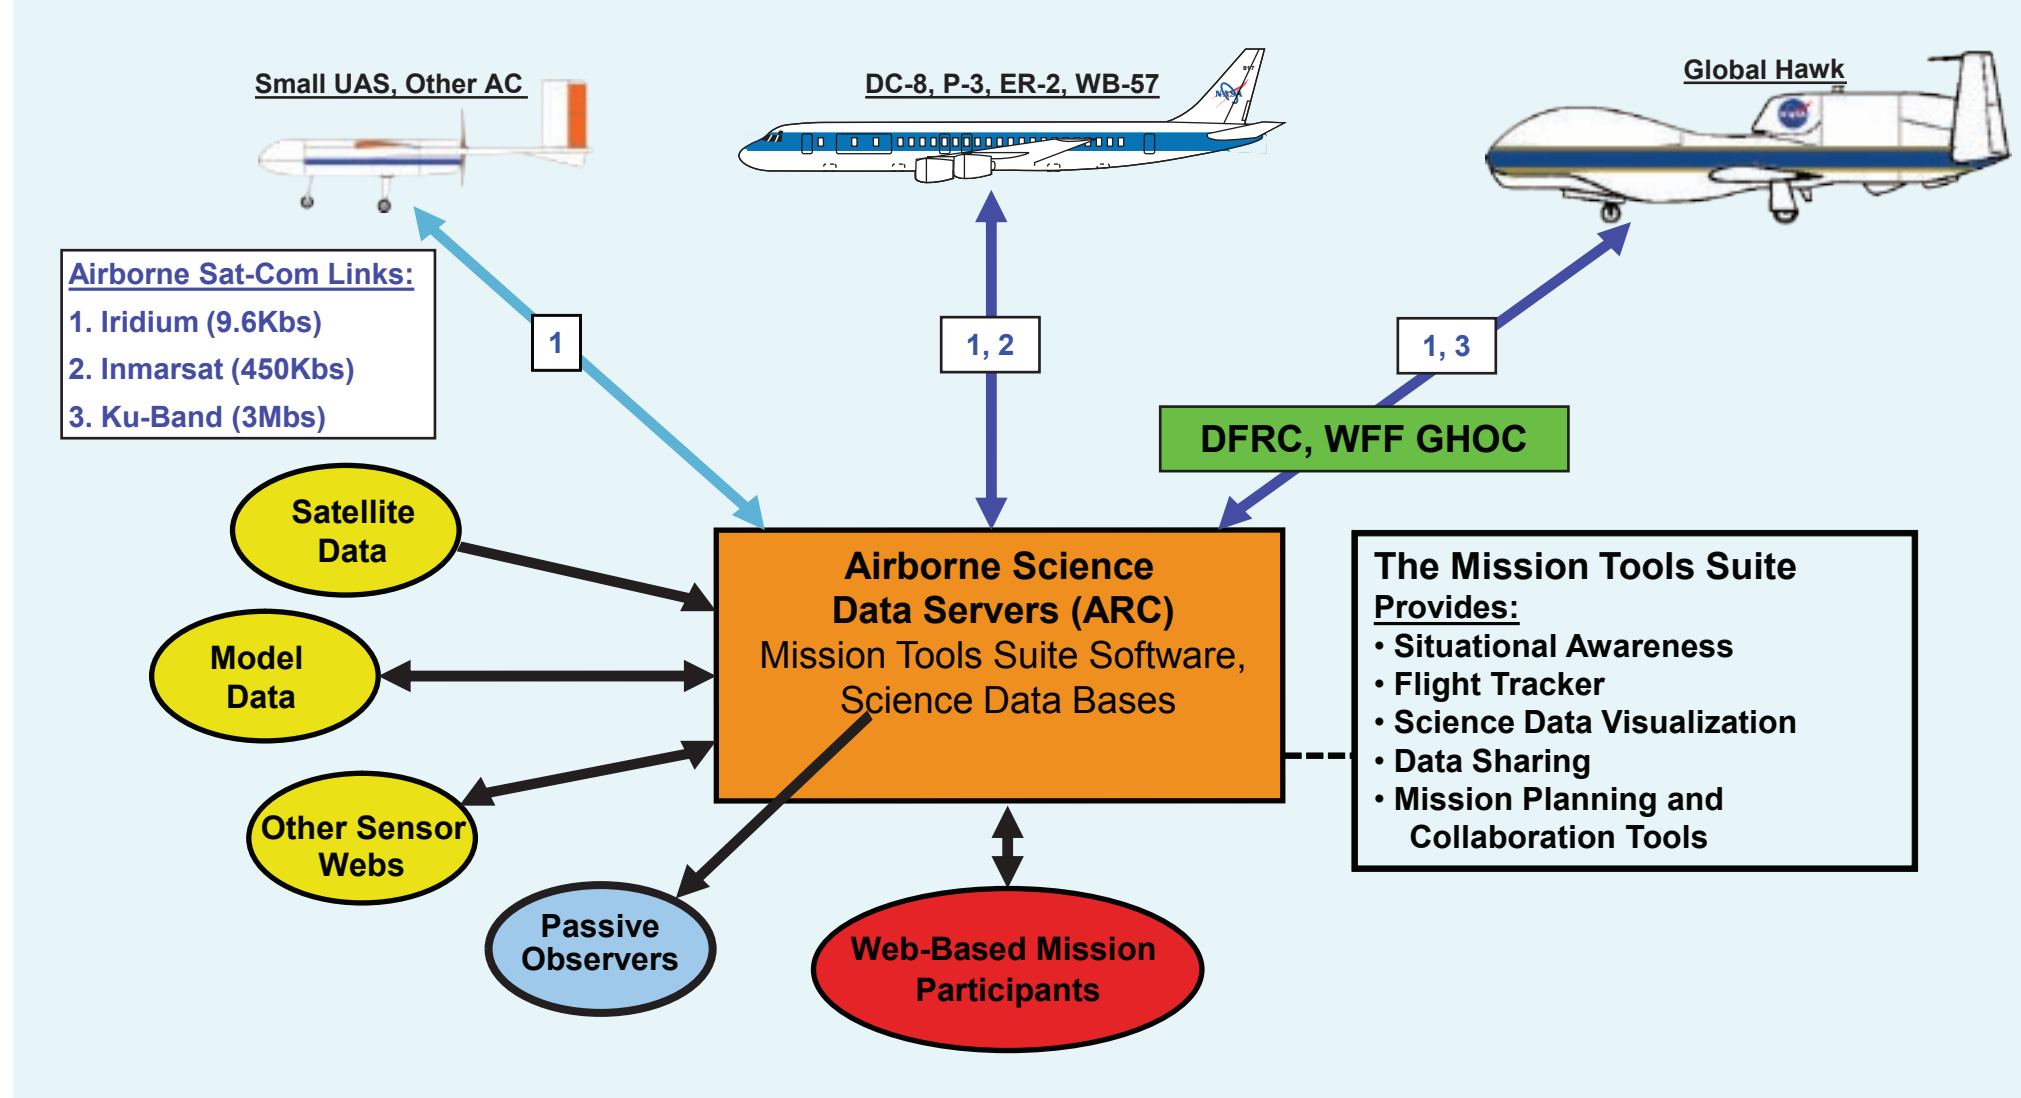 Small UAS, Other AC
DC-8, P-3, ER-2, WB-57
Global Hawk
817
NASA
NASA
Airborne Sat-Com Links:
1. Iridium (9.6Kbs)
2. Inmarsat (450Kbs)
3. Ku-Band (3Mbs)
1
1, 2
1, 3
DFRC, WFF GHOC
Satellite
Data
Model
Data
Other Sensor
Webs
Passive
Observers
Airborne Science
Data Servers (ARC)
Mission Tools Suite Software,
Science Data Bases
Web-Based Mission
Participants
The Mission Tools Suite
Provides:
• Situational Awareness
• Flight Tracker
• Science Data Visualization
• Data Sharing
• Mission Planning and
Collaboration Tools